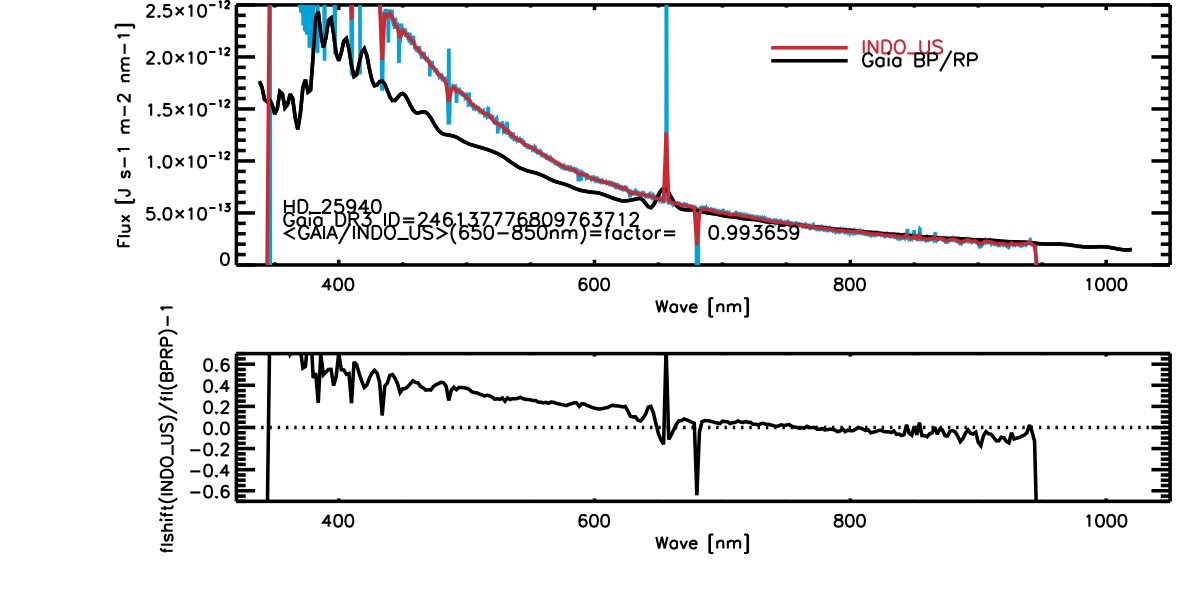 Flux [J s-1 m-2 nm-1]
2.5×10-12
2.0×10-12
1.5×10-12
1.0×10-12
5.0×10-13
0
INDO_US
Gaia BP/RP
HD_25940
Gaia DR3 ID=246137776809763712
<GAIA/INDO_US>(650-850nm)=factor= 0.993659
400 600 800 1000
Wave [nm]
flshift(INDO_US)/fl(BPRP)-1
0.6
0.4
0.2
0.0
-0.2
-0.4
-0.6
400 600 800 1000
Wave [nm]